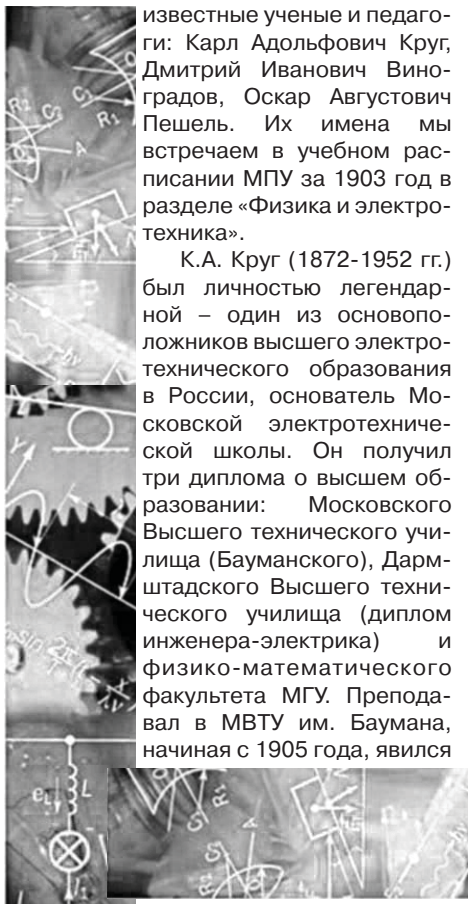 известные ученые и педаго-
ги: Карл Адольфович Круг,
Дмитрий Иванович Вино-
градов, Оскар Августович
Пешель. Их имена мы
встречаем в учебном рас-
писании МПУ за 1903 год в
разделе «Физика и электро-
техника».
К.А. Круг (1872-1952 гг.)
был личностью легендар-
ной – один из основопо-
ложников высшего электро-
технического образования
в России, основатель Мо-
сковской электротехниче-
ской школы. Он получил
три диплома о высшем об-
разовании: Московского
Высшего технического учи-
лища (Бауманского), Дарм-
штадского Высшего техни-
ческого училища (диплом
инженера-электрика) и
физико-математического
факультета МГУ. Препода-
вал в МВТУ им. Баумана,
начиная с 1905 года, явился